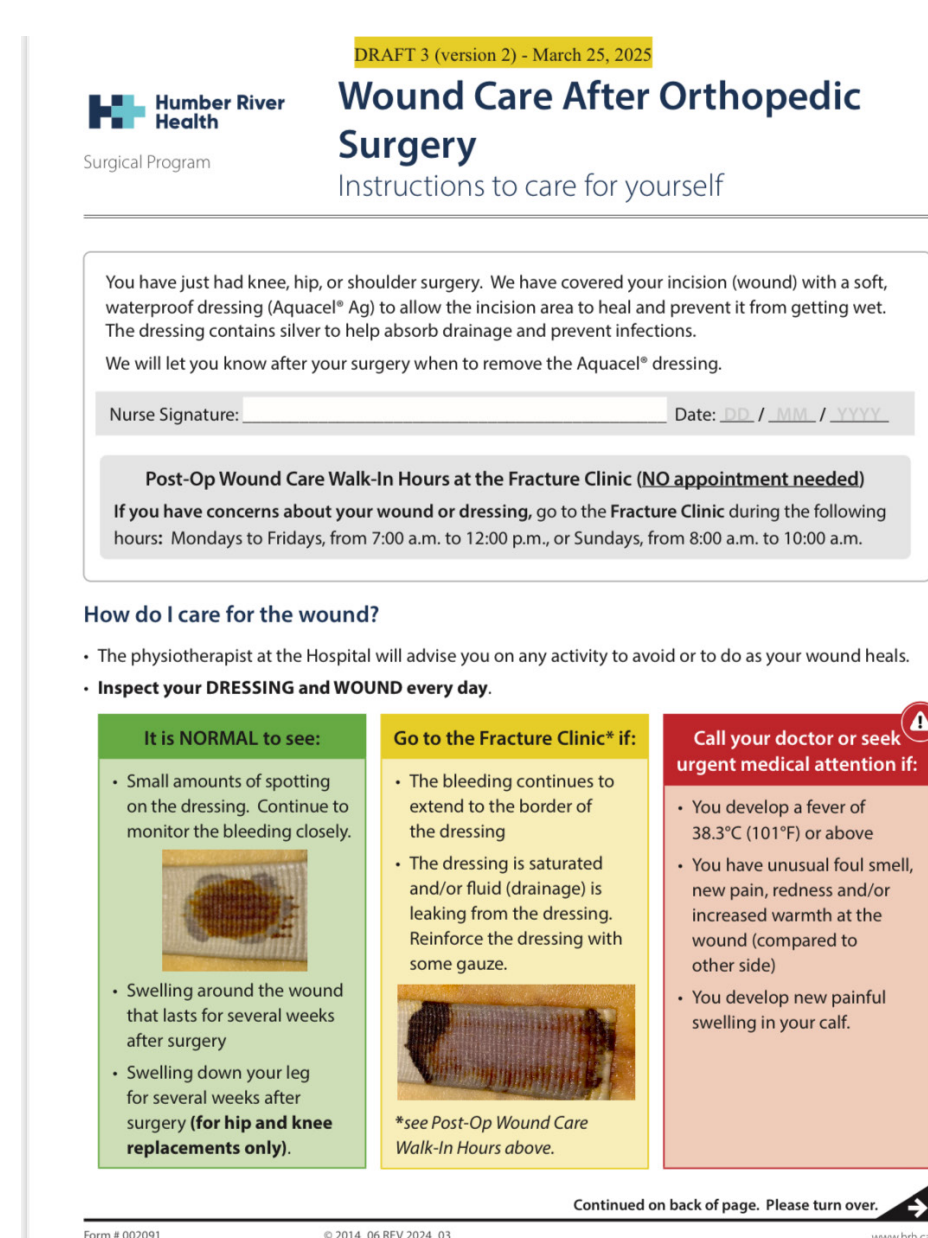 DRAFT 3 (version 2) - March 25, 2025
Humber River
Health
Surgical Program
Wound Care After Orthopedic
Surgery
Instructions to care for yourself
You have just had knee, hip, or shoulder surgery. We have covered your incision (wound) with a soft,
waterproof dressing (Aquacel® Ag) to allow the incision area to heal and prevent it from getting wet.
The dressing contains silver to help absorb drainage and prevent infections.
We will let you know after your surgery when to remove the Aquacel® dressing.
Nurse Signature: ____ Date: DD / MM / YYYY
Post-Op Wound Care Walk-In Hours at the Fracture Clinic (NO appointment needed)
If you have concerns about your wound or dressing, go to the Fracture Clinic during the following
hours: Mondays to Fridays, from 7:00 a.m. to 12:00 p.m., or Sundays, from 8:00 a.m. to 10:00 a.m.
How do I care for the wound?
• The physiotherapist at the Hospital will advise you on any activity to avoid or to do as your wound heals.
• Inspect your DRESSING and WOUND every day.
It is NORMAL to see:
• Small amounts of spotting
on the dressing. Continue to
monitor the bleeding closely.
• Swelling around the wound
that lasts for several weeks
after surgery
• Swelling down your leg
for several weeks after
surgery (for hip and knee
replacements only).
Go to the Fracture Clinic* if:
• The bleeding continues to
extend to the border of
the dressing
• The dressing is saturated
and/or fluid (drainage) is
leaking from the dressing.
Reinforce the dressing with
some gauze.
*see Post-Op Wound Care
Walk-In Hours above.
Call your doctor or seek
urgent medical attention if:
• You develop a fever of
38.3°C (101°F) or above
• You have unusual foul smell,
new pain, redness and/or
increased warmth at the
wound (compared to
other side)
• You develop new painful
swelling in your calf.
Continued on back of page. Please turn over.
Form # 002091 © 2014_06 REV 2024_03